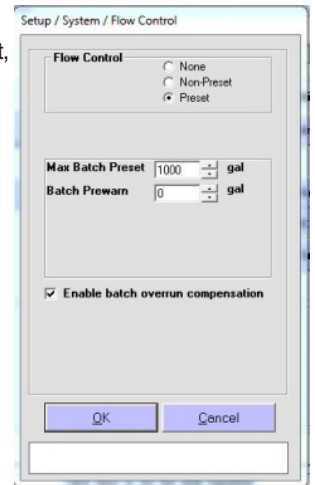 Setup / System / Flow Control
t,
Flow Control
None
Non-Preset
Preset
Max Batch Preset 1000 gal
Batch Prewarn 0 gal
Enable batch overrun compensation
OK Cancel